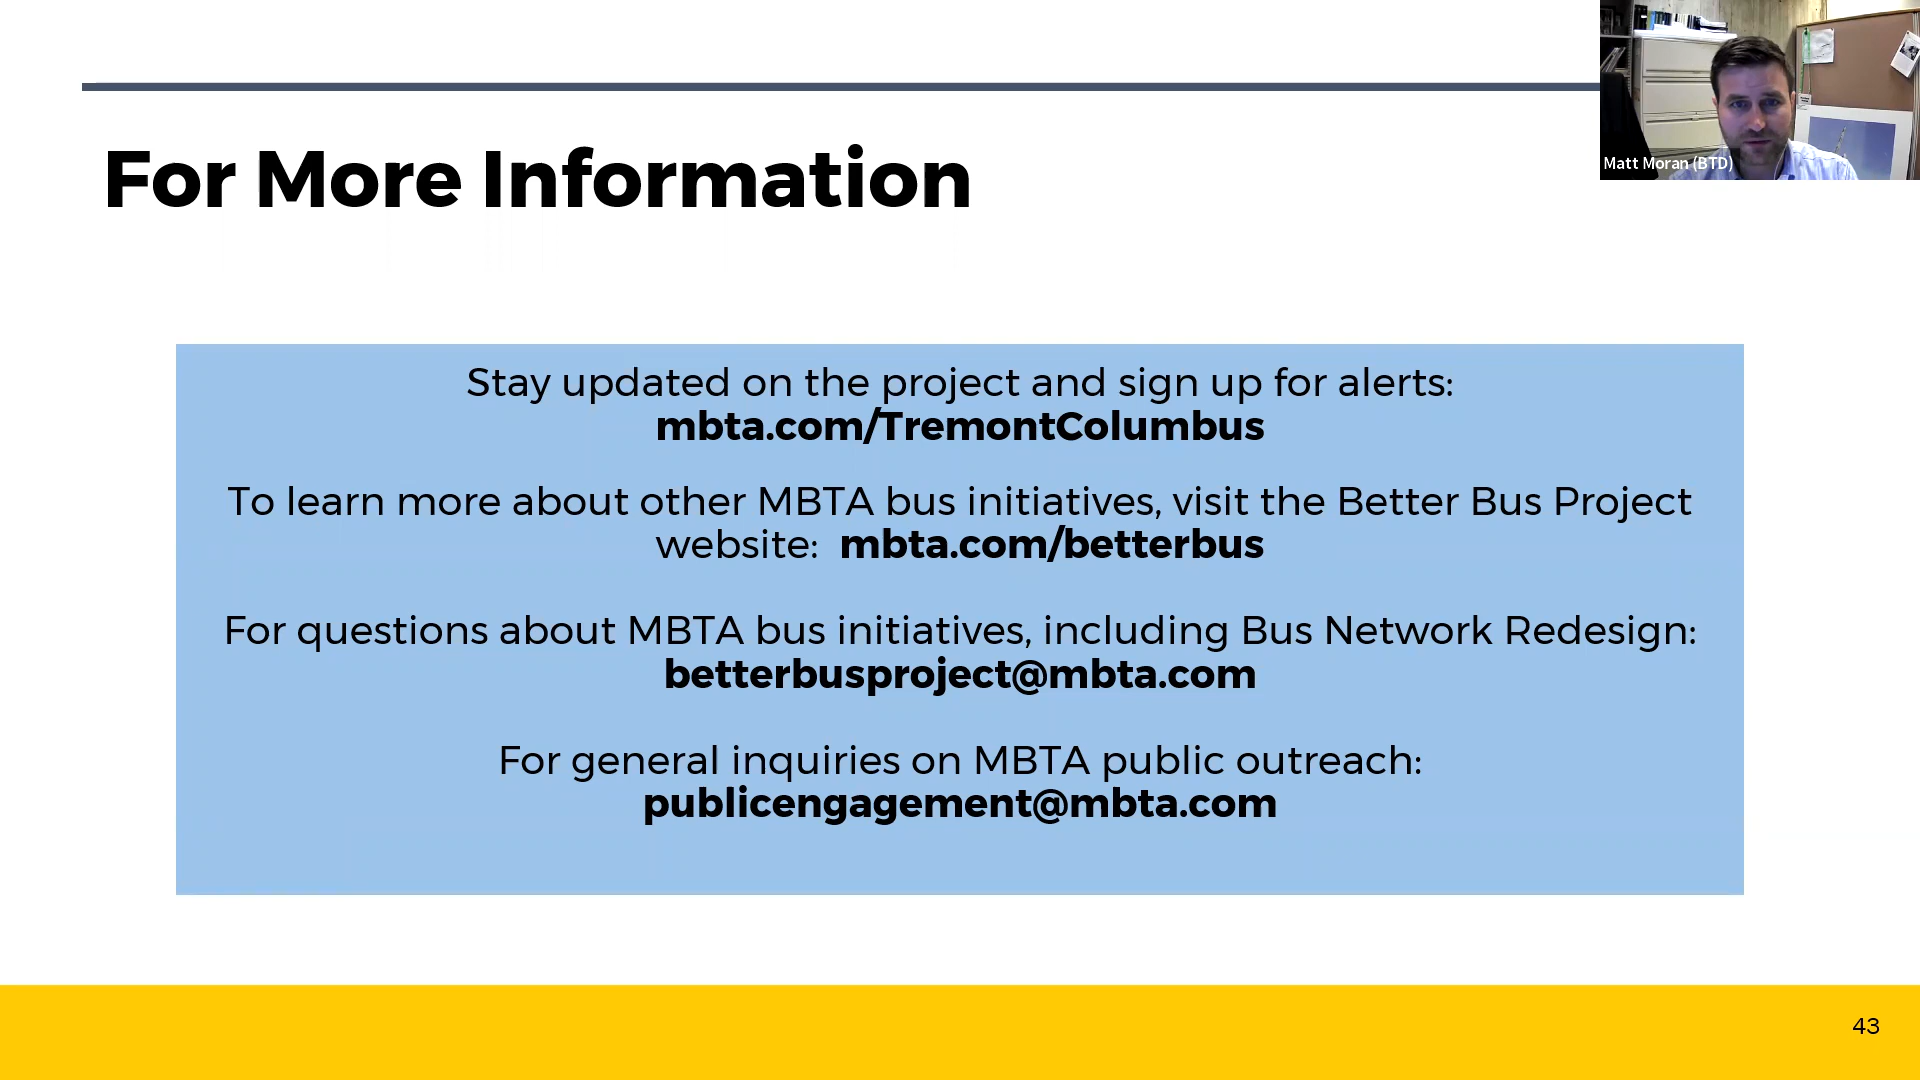 For More Information
Matt Moran (BTD)
Stay updated on the project and sign up for alerts:
mbta.com/TremontColumbus
To learn more about other MBTA bus initiatives, visit the Better Bus Project
website: mbta.com/betterbus
For questions about MBTA bus initiatives, including Bus Network Redesign:
betterbusproject@mbta.com
For general inquiries on MBTA public outreach:
publicengagement@mbta.com
43